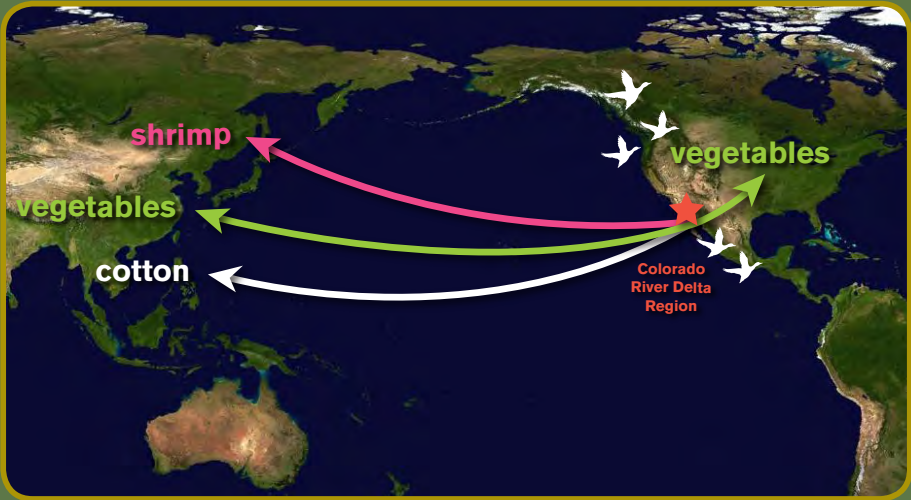 shrimp
vegetables
vegetables
cotton
Colorado
River Delta
Region